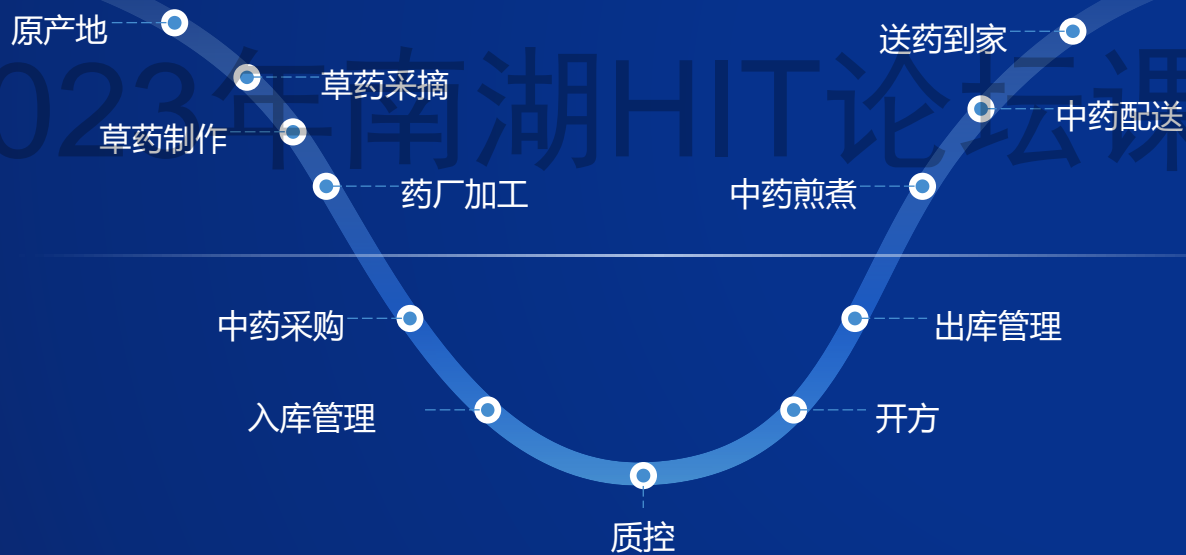 原产地
草药采摘
草药制作
药厂加工
中药采购
入库管理
质控
开方
出库管理
中药煎煮
中药配送
送药到家
023年南湖HIT论坛课